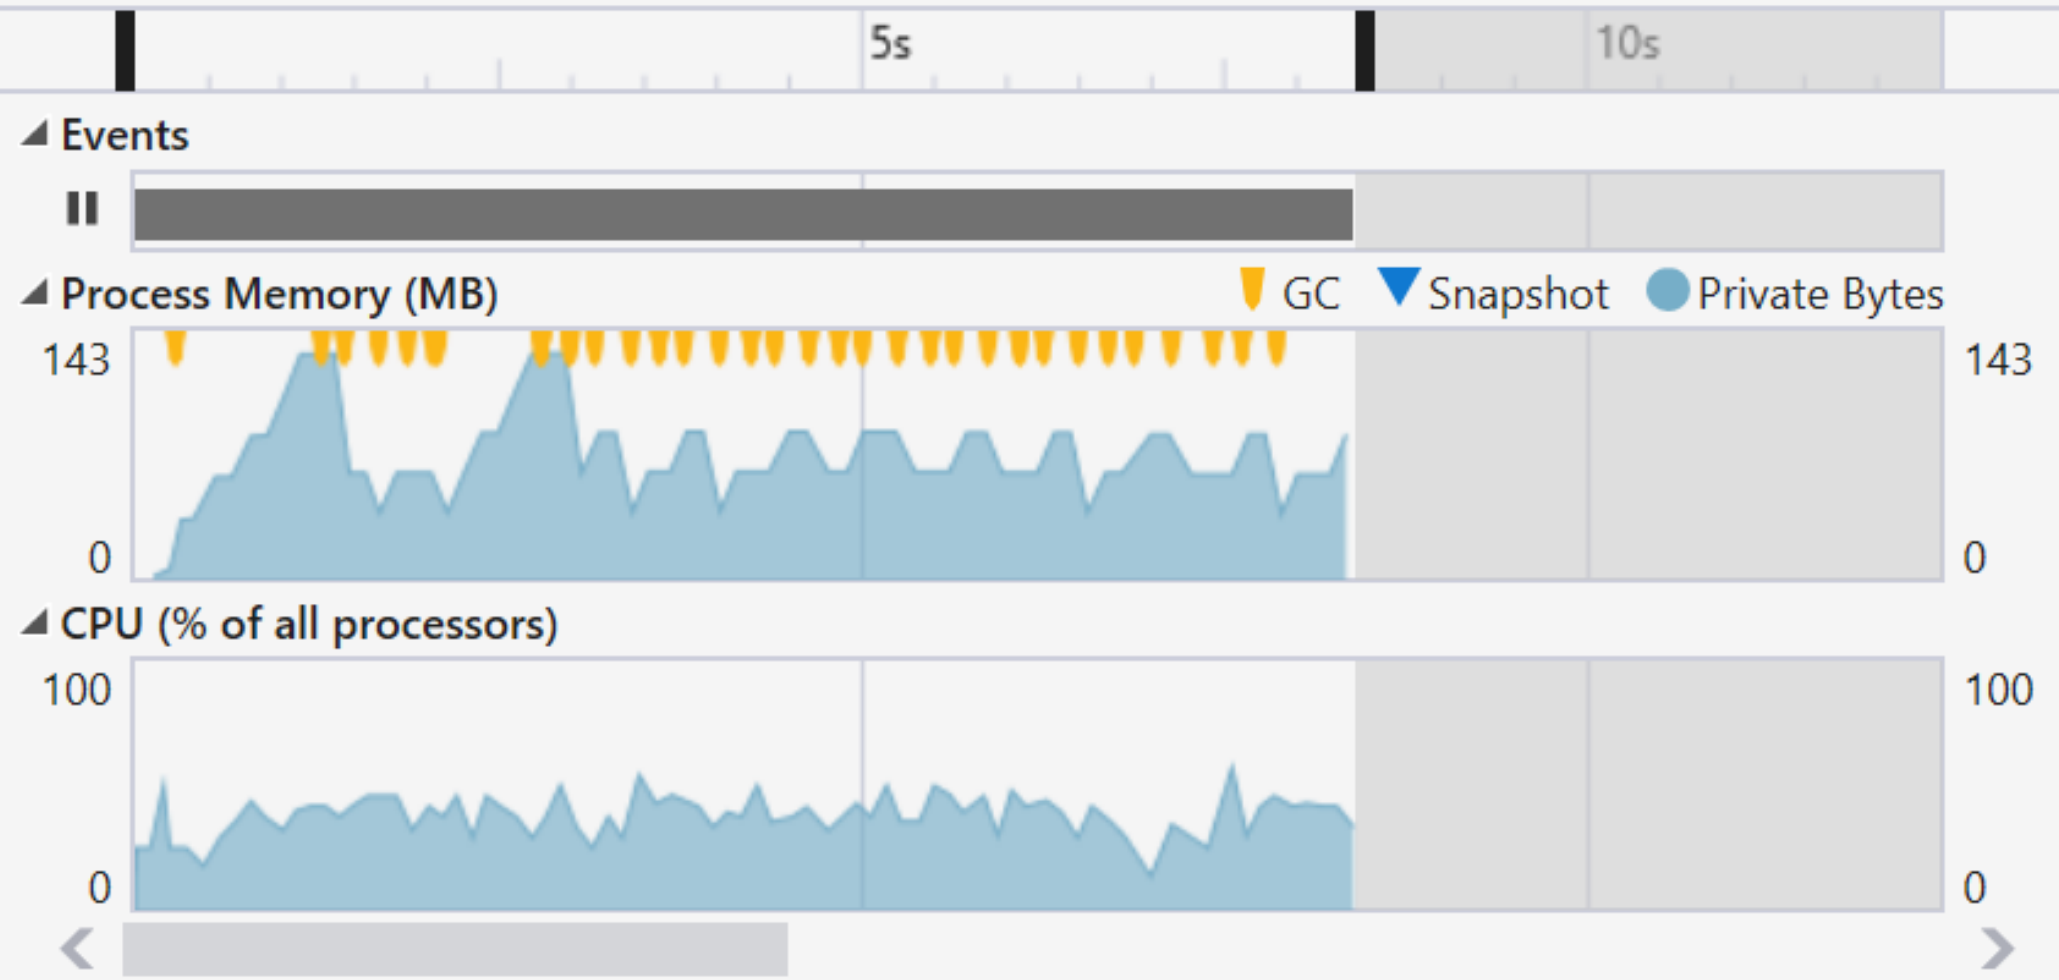 5s 10s
Events
Process Memory (MB) GC Snapshot Private Bytes
143 143
0 0
CPU (% of all processors)
100 100
0 0